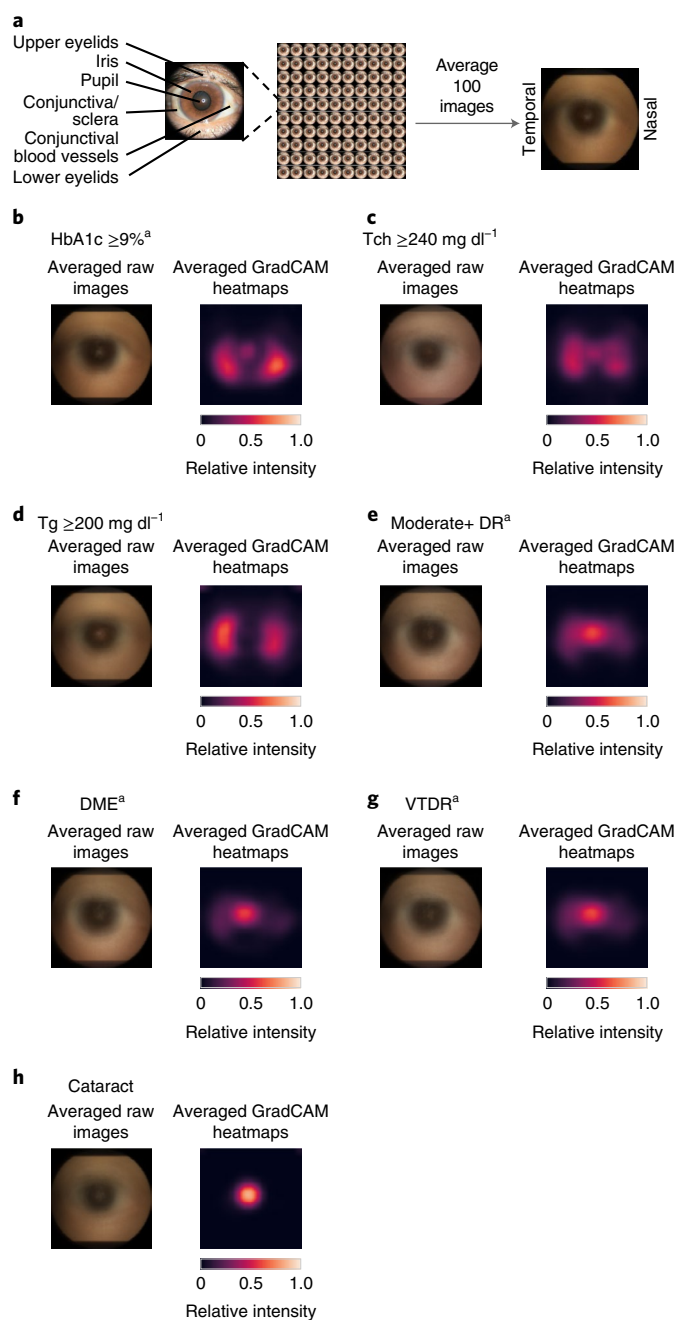 a
Upper eyelids
Iris
Pupil
Conjunctiva/
sclera
Conjunctival
blood vessels
Lower eyelids
Average
100
images
Temporal
Nasal
b
HbA1c ≥9%ᵃ
Averaged raw
images
Averaged GradCAM
heatmaps
0 0.5 1.0
Relative intensity
c
Tch ≥240 mg dl⁻¹
Averaged raw
images
Averaged GradCAM
heatmaps
0 0.5 1.0
Relative intensity
d
Tg ≥200 mg dl⁻¹
Averaged raw
images
Averaged GradCAM
heatmaps
0 0.5 1.0
Relative intensity
e
Moderate+ DRᵃ
Averaged raw
images
Averaged GradCAM
heatmaps
0 0.5 1.0
Relative intensity
f
DMEᵃ
Averaged raw
images
Averaged GradCAM
heatmaps
0 0.5 1.0
Relative intensity
g
VTDRᵃ
Averaged raw
images
Averaged GradCAM
heatmaps
0 0.5 1.0
Relative intensity
h
Cataract
Averaged raw
images
Averaged GradCAM
heatmaps
0 0.5 1.0
Relative intensity